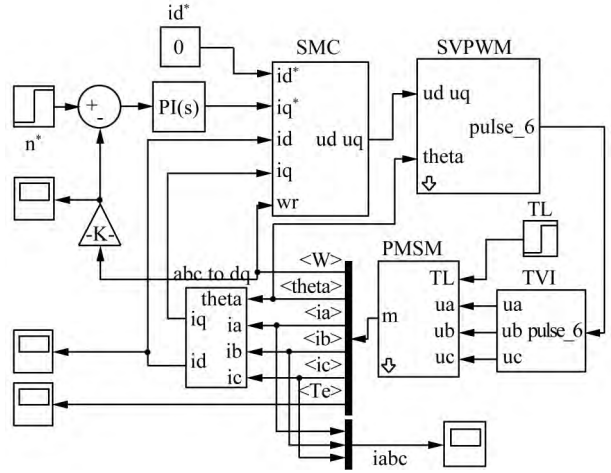 id*
0
SMC
SVPWM
id*
iq*
id
iq
wr
ud uq
ud uq
pulse_6
theta
+
-
PI(s)
n*
-K-
TL
<W>
<theta>
<ia>
<ib>
<ic>
<Te>
abc to dq
theta
iq
ia
ib
id
ic
PMSM
TL
m
ua
ub
uc
TVI
ua
ub
pulse_6
uc
iabc